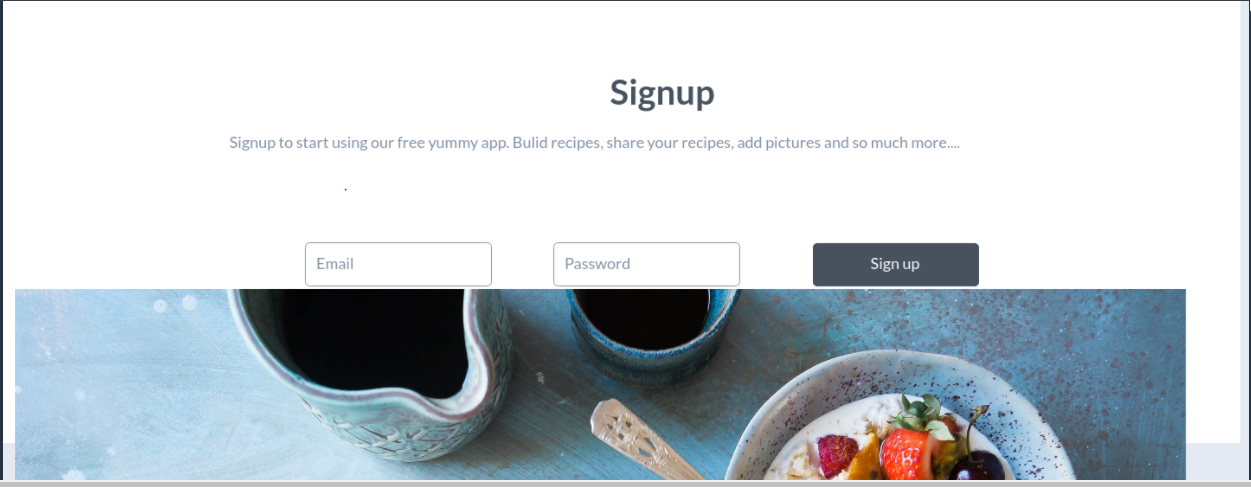 Signup
Signup to start using our free yummy app. Bulid recipes, share your recipes, add pictures and so much more....
.
Email
Password
Sign up